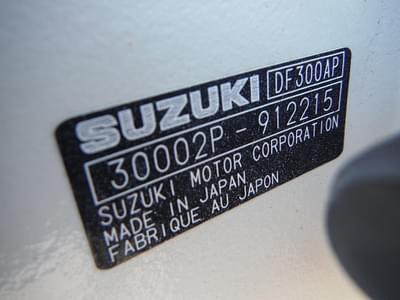 SUZUKI DF300AP
30002P-912215
SUZUKI MOTOR CORPORATION
MADE IN JAPAN
FABRIQUE AU JAPON